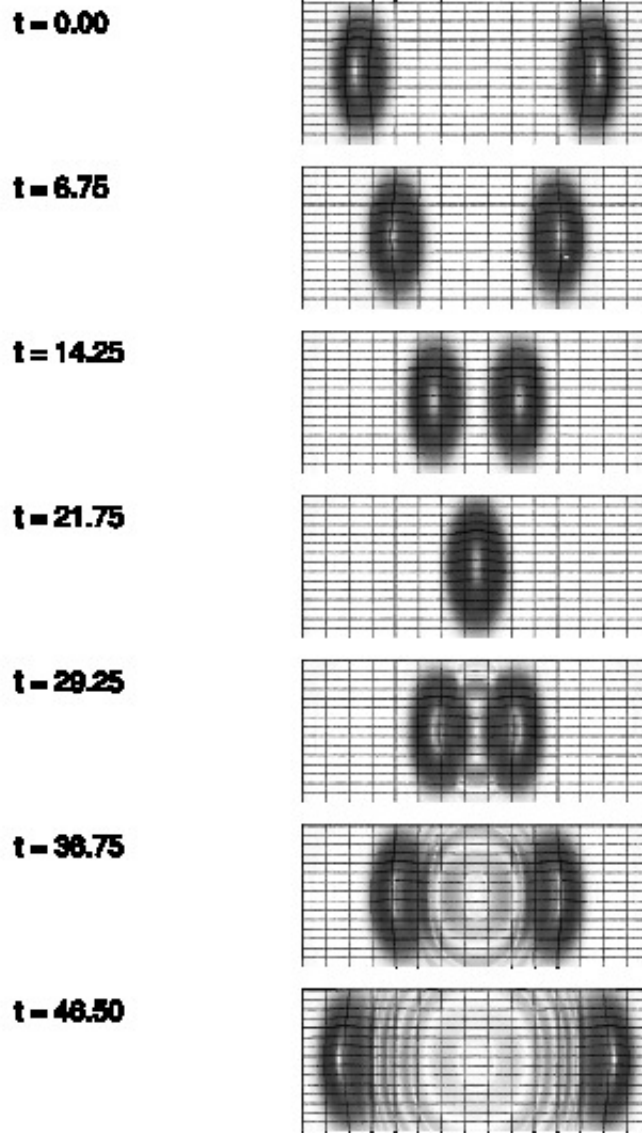 t = 0.00
t = 6.75
t = 14.25
t = 21.75
t = 29.25
t = 36.75
t = 46.50